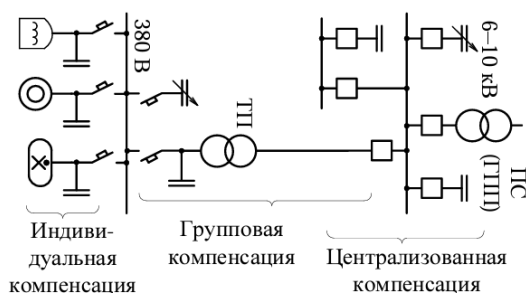 380 В
ТП
6–10 кВ
ПС
(ГПП)
Индиви-
дуальная
компенсация
Групповая
компенсация
Централизованная
компенсация